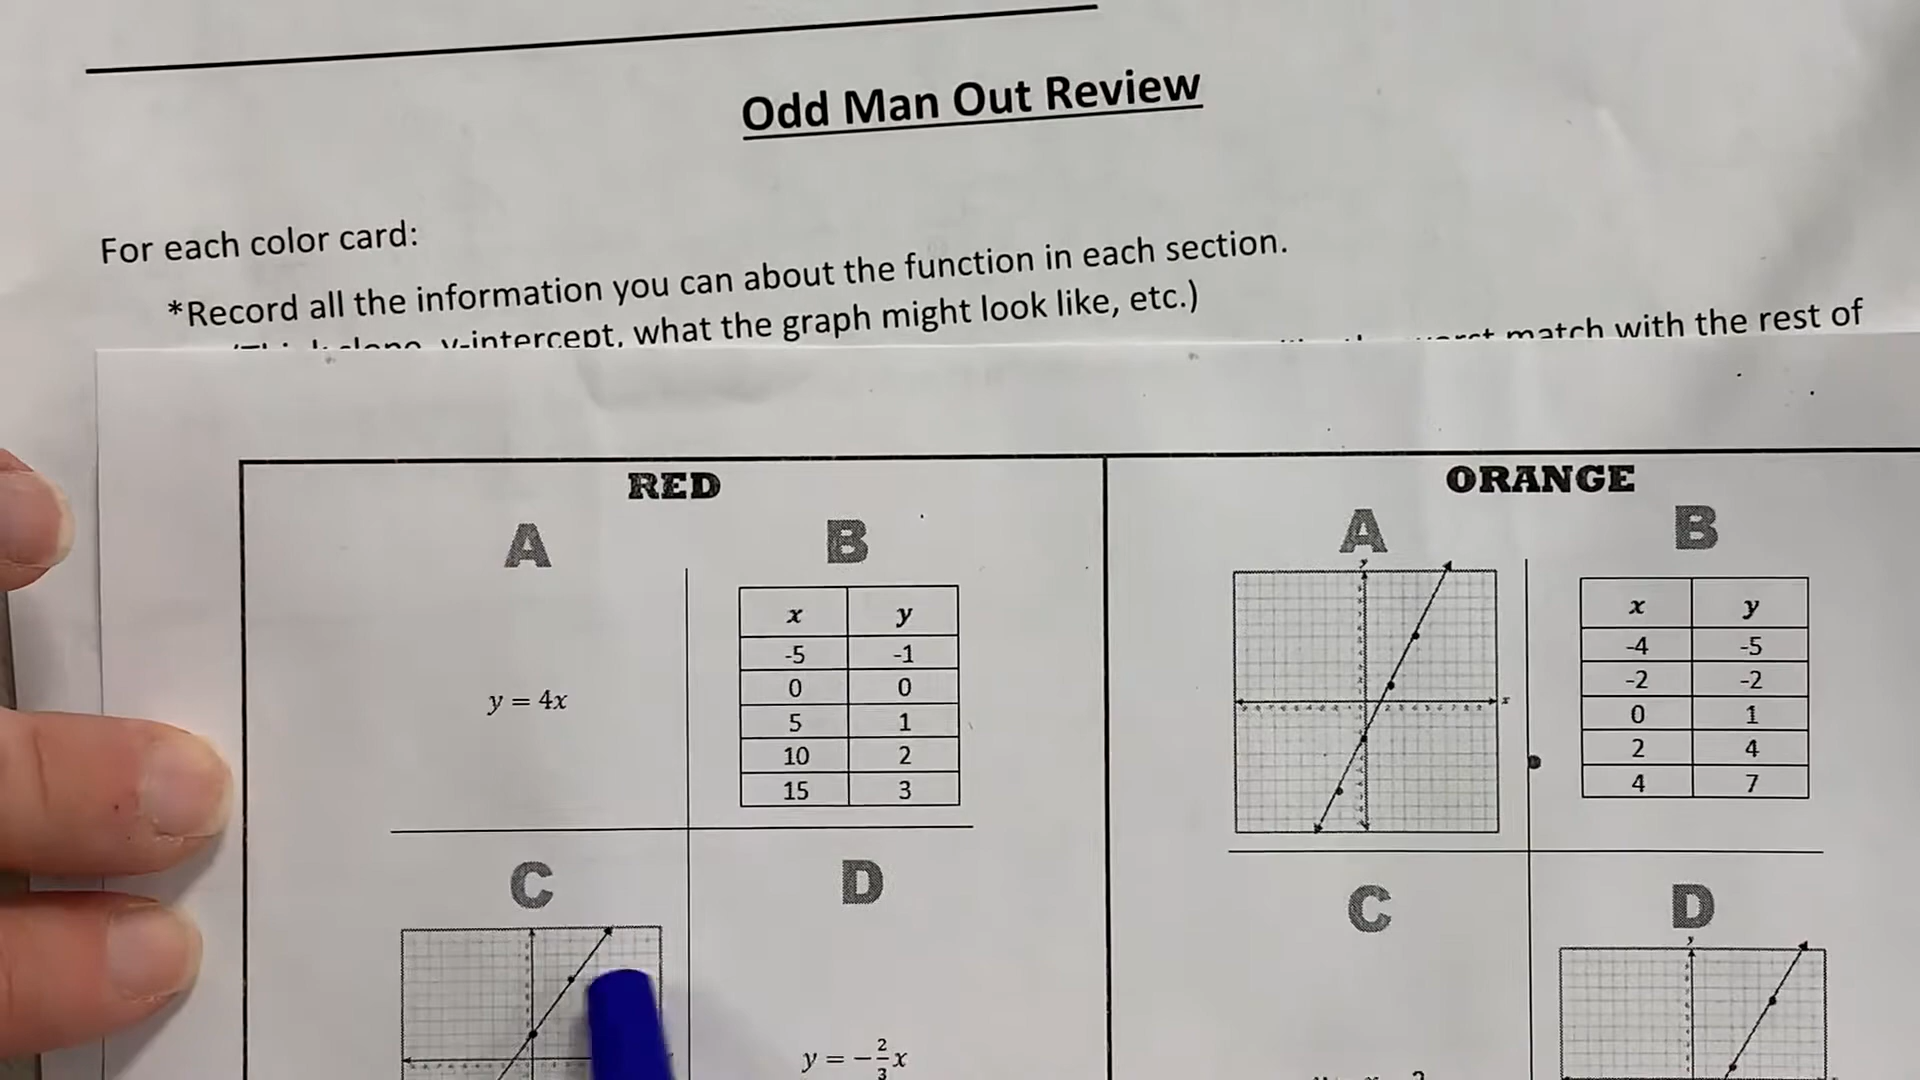 Odd Man Out Review
For each color card:
*Record all the information you can about the function in each section.
y-intercept, what the graph might look like, etc.)
match with the rest of
RED
A
B
y = 4x
x y
-5 -1
0 0
5 1
10 2
15 3
C
D
y = -2/3 x
ORANGE
A
B
y
x
x y
-4 -5
-2 -2
0 1
2 4
4 7
C
D
y